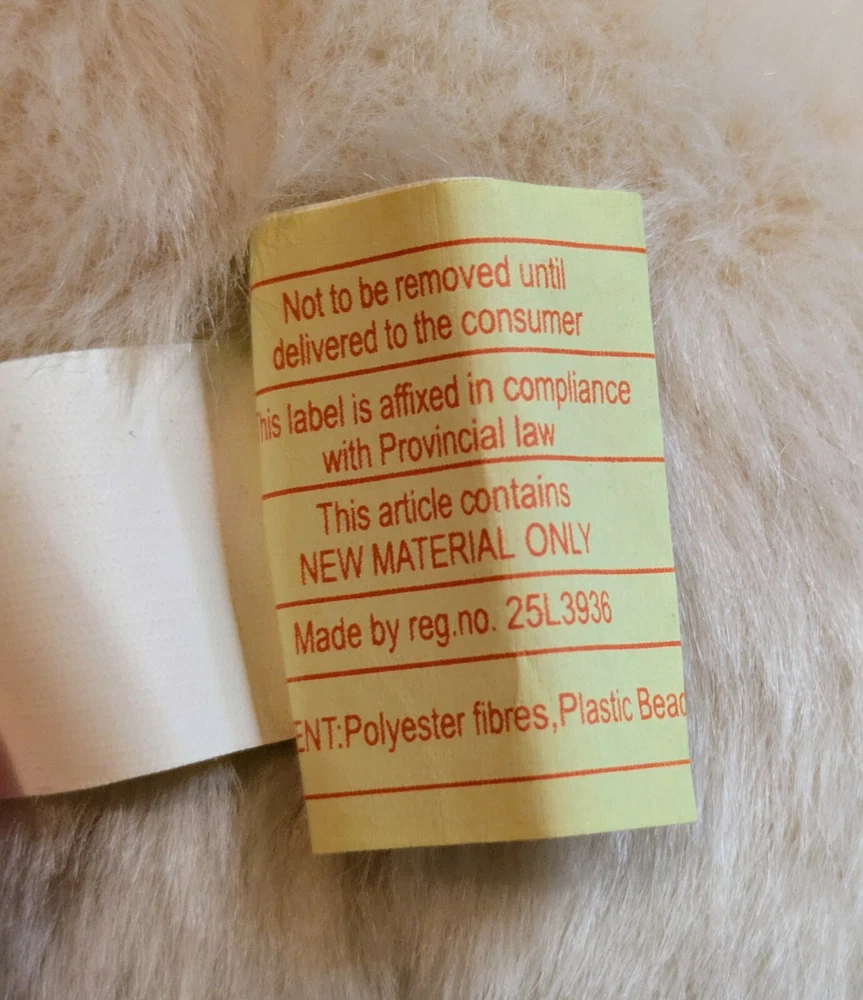 Not to be removed until
delivered to the consumer
his label is affixed in compliance
with Provincial law
This article contains
NEW MATERIAL ONLY
Made by reg.no. 25L3936
ENT:Polyester fibres,Plastic Bead